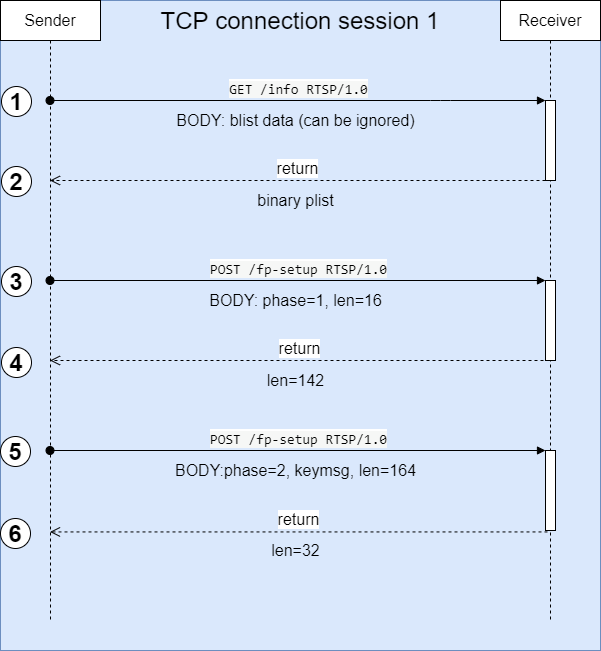 Sender
TCP connection session 1
Receiver
GET /info RTSP/1.0
1
BODY: blist data (can be ignored)
return
2
binary plist
POST /fp-setup RTSP/1.0
3
BODY: phase=1, len=16
return
4
len=142
POST /fp-setup RTSP/1.0
5
BODY:phase=2, keymsg, len=164
return
6
len=32